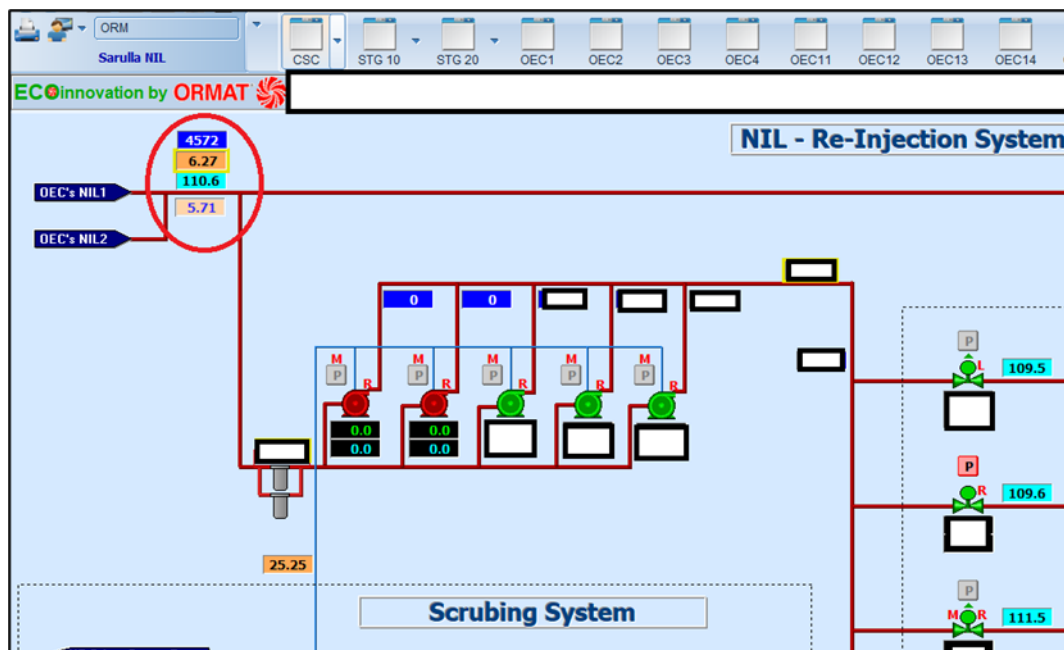 ORM
Sarulla NIL
CSC
STG 10
STG 20
OEC1
OEC2
OEC3
OEC4
OEC11
OEC12
OEC13
OEC14
ECOinnovation by ORMAT
NIL - Re-Injection System
4572
6.27
110.6
5.71
OEC's NIL1
OEC's NIL2
0
0
M P R
M P R
M P R
M P R
M P R
0.0
0.0
0.0
0.0
P
L
109.5
P
R
109.6
P
M R
111.5
25.25
Scrubing System